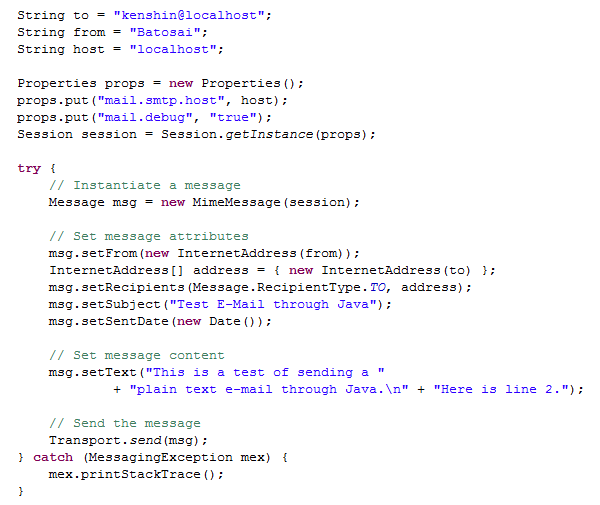 String to = "kenshin@localhost";
String from = "Batosai";
String host = "localhost";

Properties props = new Properties();
props.put("mail.smtp.host", host);
props.put("mail.debug", "true");
Session session = Session.getInstance(props);

try {
    // Instantiate a message
    Message msg = new MimeMessage(session);

    // Set message attributes
    msg.setFrom(new InternetAddress(from));
    InternetAddress[] address = { new InternetAddress(to) };
    msg.setRecipients(Message.RecipientType.TO, address);
    msg.setSubject("Test E-Mail through Java");
    msg.setSentDate(new Date());

    // Set message content
    msg.setText("This is a test of sending a "
            + "plain text e-mail through Java.\n" + "Here is line 2.");

    // Send the message
    Transport.send(msg);
} catch (MessagingException mex) {
    mex.printStackTrace();
}